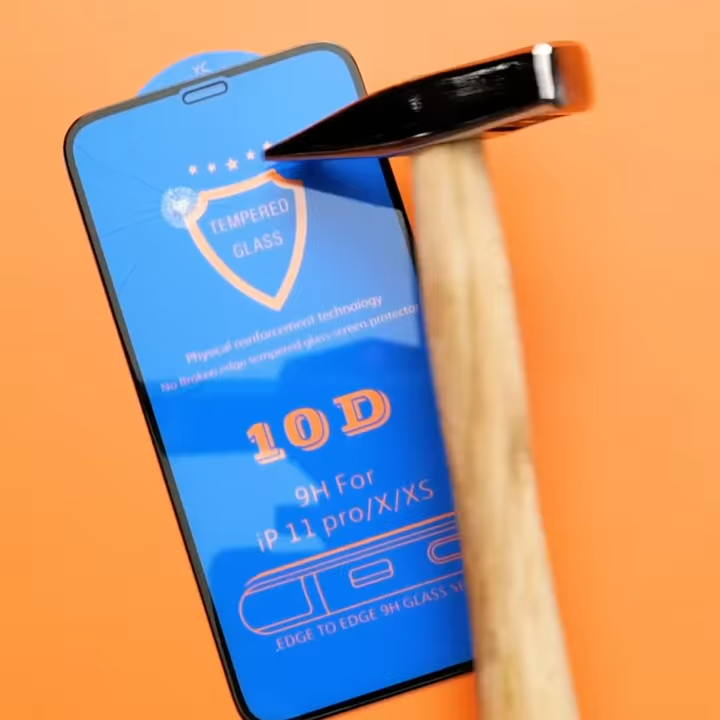 XS
TEMPERED
GLASS
Physical reinforcement technology
No Broken edge tempered glass screen protector
10D
9H For
iP 11 pro/X/XS
EDGE TO EDGE 9H GLASS